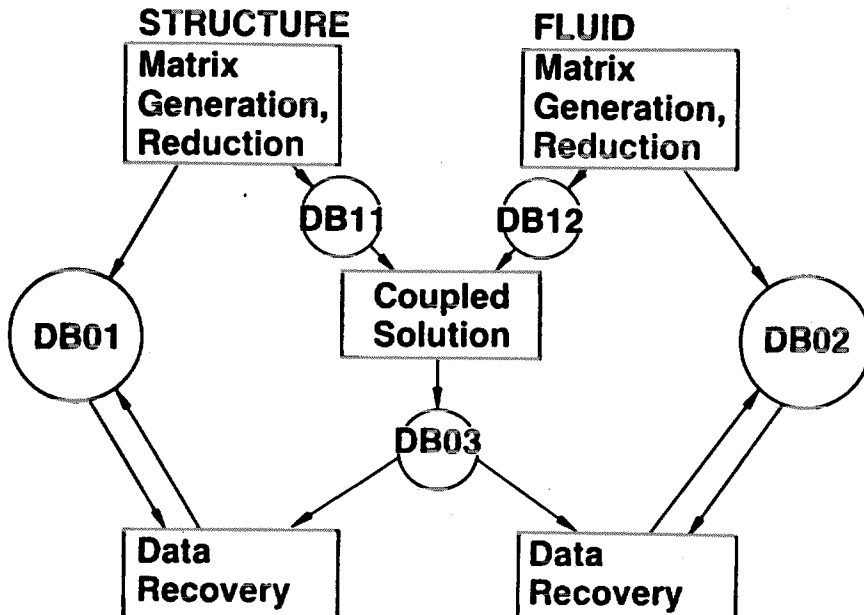 STRUCTURE
Matrix
Generation,
Reduction
FLUID
Matrix
Generation,
Reduction
DB11
DB12
Coupled
Solution
DB01
DB02
DB03
Data
Recovery
Data
Recovery